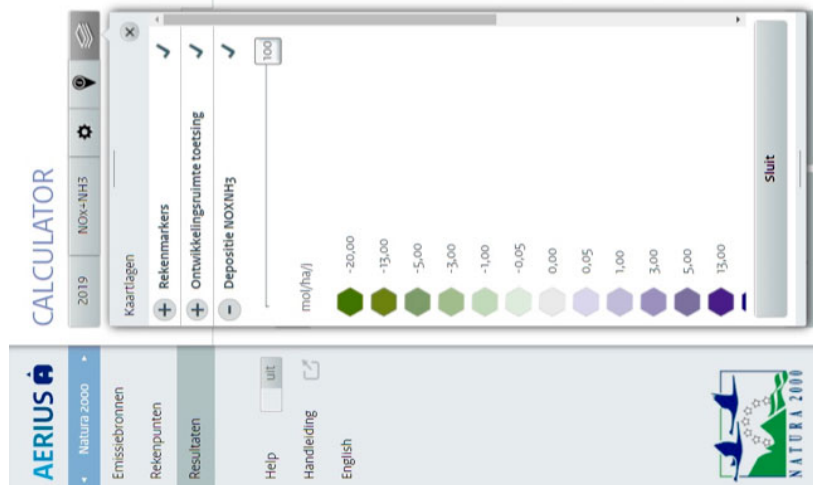 AERIUS
CALCULATOR
Natura 2000
2019
NOx+NH3
Emissiebronnen
Rekenpunten
Resultaten
Help
uit
Handleiding
English
NATURA 2000
Kaartlagen
Rekenmarkers
Ontwikkelingsruimte toetsing
Depositie NOXNH3
100
mol/ha/j
-20,00
-13,00
-5,00
-3,00
-1,00
-0,05
0,00
0,05
1,00
3,00
5,00
13,00
Sluit